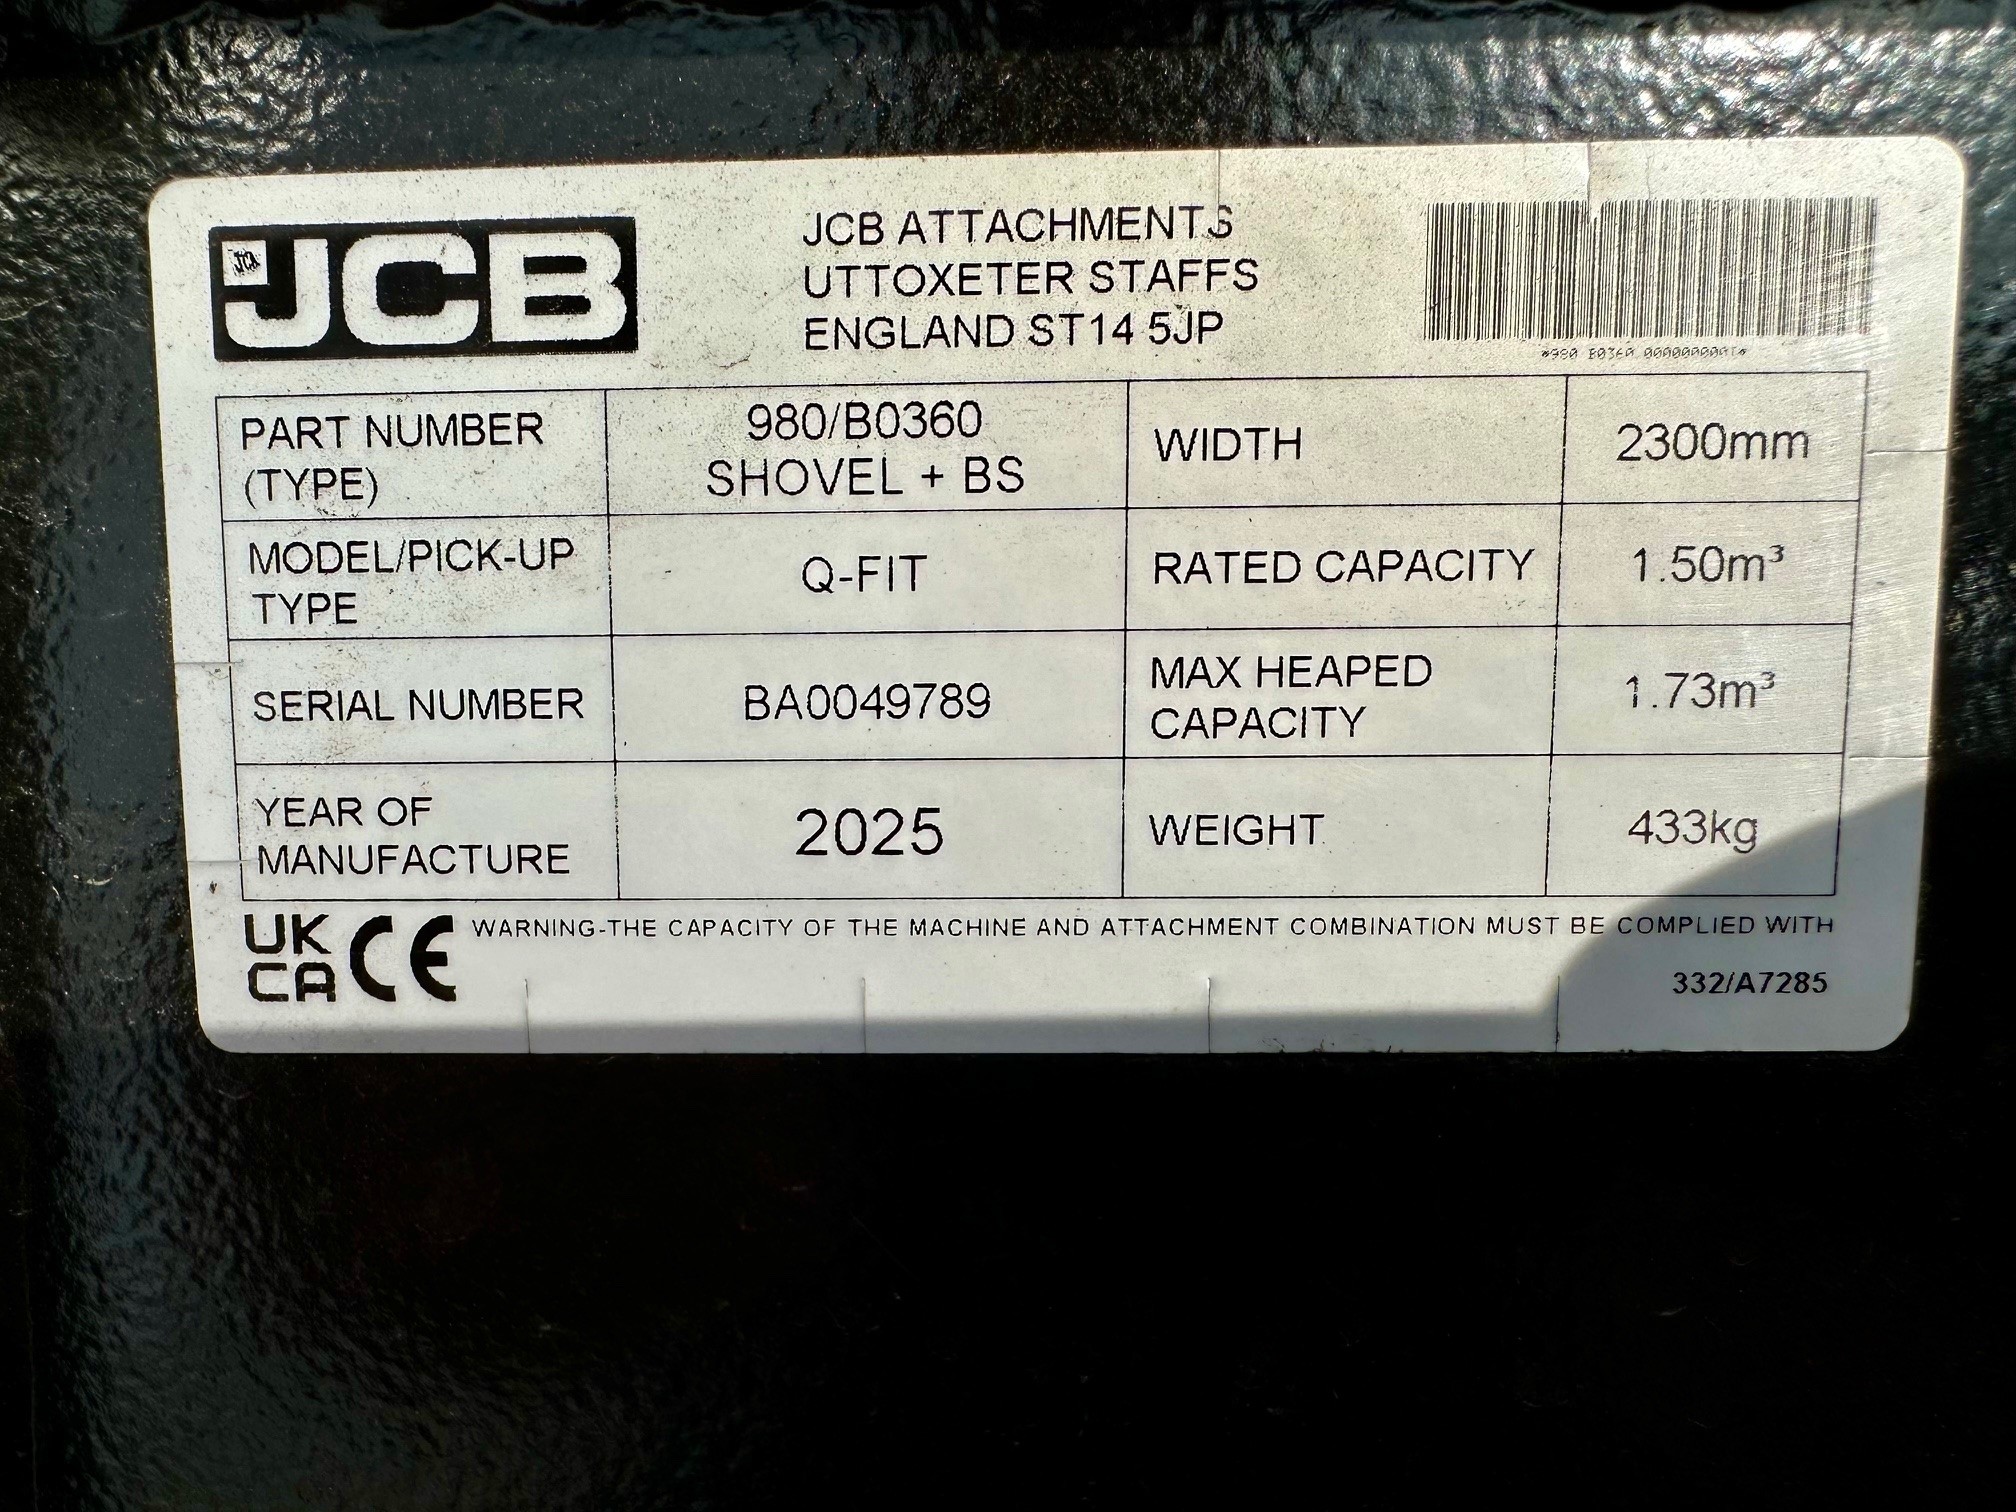 JCB
JCB ATTACHMENTS
UTTOXETER STAFFS
ENGLAND ST14 5JP
PART NUMBER
(TYPE)
980/B0360
SHOVEL + BS
WIDTH
2300mm
MODEL/PICK-UP
TYPE
Q-FIT
RATED CAPACITY
1.50m³
SERIAL NUMBER
BA0049789
MAX HEAPED
CAPACITY
1.73m³
YEAR OF
MANUFACTURE
2025
WEIGHT
433kg
UK
CA
CE
WARNING-THE CAPACITY OF THE MACHINE AND ATTACHMENT COMBINATION MUST BE COMPLIED WITH
332/A7285